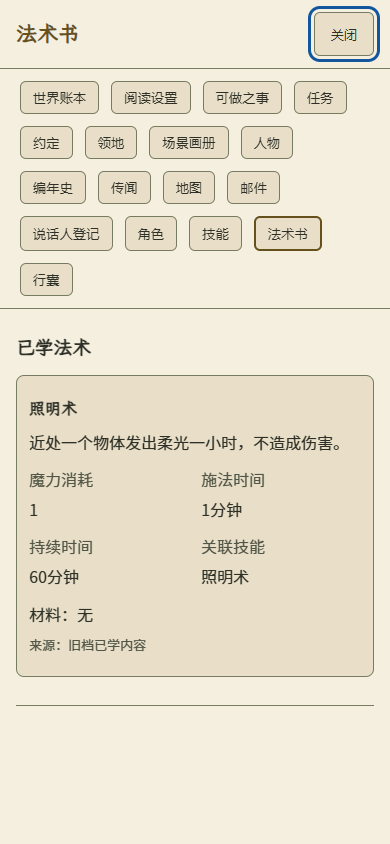 法术书
关闭
世界账本 阅读设置 可做之事 任务
约定 领地 场景画册 人物
编年史 传闻 地图 邮件
说话人登记 角色 技能 法术书
行囊
已学法术
照明术
近处一个物体发出柔光一小时，不造成伤害。
魔力消耗 施法时间
1 1分钟
持续时间 关联技能
60分钟 照明术
材料：无
来源：旧档已学内容